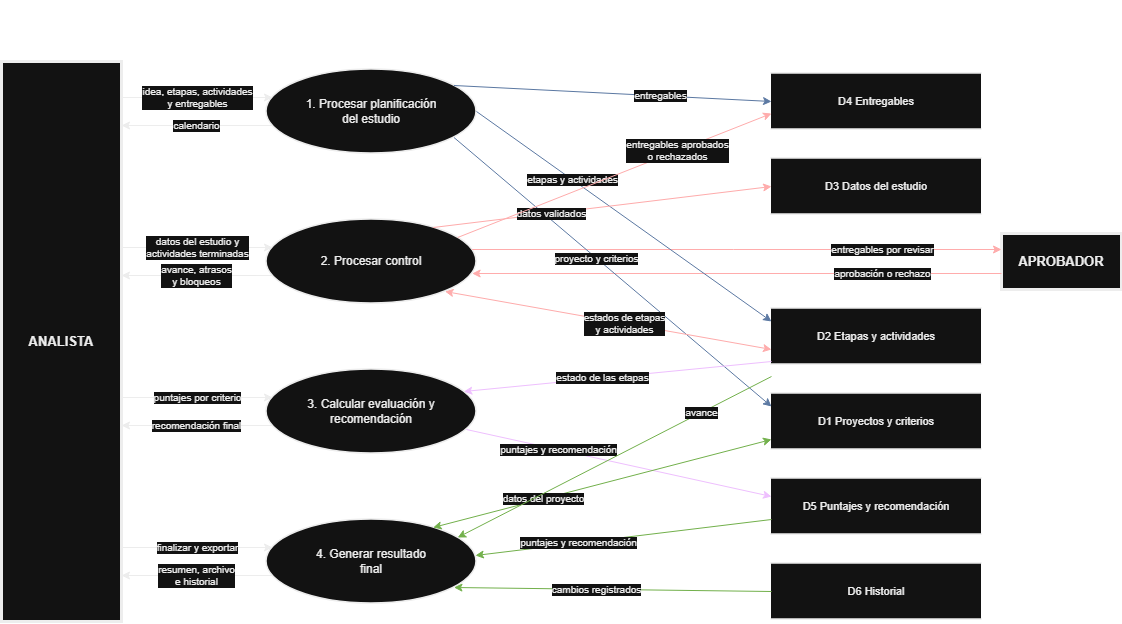 idea, etapas, actividades
y entregables
calendario
1. Procesar planificación
del estudio
entregables
D4 Entregables
entregables aprobados
o rechazados
etapas y actividades
D3 Datos del estudio
datos validados
datos del estudio y
actividades terminadas
avance, atrasos
y bloqueos
2. Procesar control
proyecto y criterios
entregables por revisar
aprobación o rechazo
APROBADOR
ANALISTA
estados de etapas
y actividades
D2 Etapas y actividades
estado de las etapas
puntajes por criterio
recomendación final
3. Calcular evaluación y
recomendación
avance
D1 Proyectos y criterios
puntajes y recomendación
datos del proyecto
D5 Puntajes y recomendación
finalizar y exportar
resumen, archivo
e historial
4. Generar resultado
final
puntajes y recomendación
cambios registrados
D6 Historial